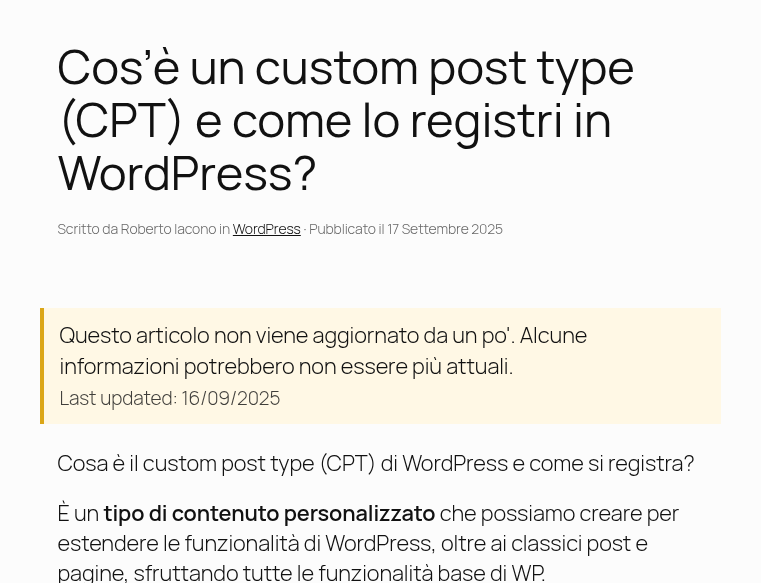 Cos’è un custom post type
(CPT) e come lo registri in
WordPress?
Scritto da Roberto Iacono in WordPress · Pubblicato il 17 Settembre 2025
Questo articolo non viene aggiornato da un po'. Alcune
informazioni potrebbero non essere più attuali.
Last updated: 16/09/2025
Cosa è il custom post type (CPT) di WordPress e come si registra?
È un tipo di contenuto personalizzato che possiamo creare per
estendere le funzionalità di WordPress, oltre ai classici post e
pagine, sfruttando tutte le funzionalità base di WP.